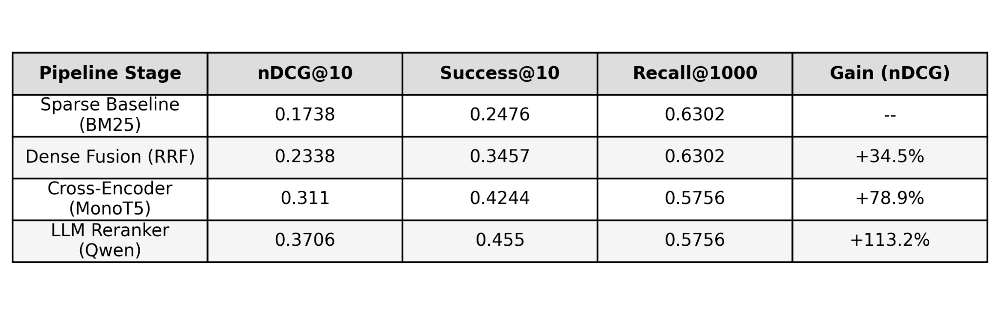 Pipeline Stage nDCG@10 Success@10 Recall@1000 Gain (nDCG)
Sparse Baseline
(BM25) 0.1738 0.2476 0.6302 --
Dense Fusion (RRF) 0.2338 0.3457 0.6302 +34.5%
Cross-Encoder
(MonoT5) 0.311 0.4244 0.5756 +78.9%
LLM Reranker
(Qwen) 0.3706 0.455 0.5756 +113.2%